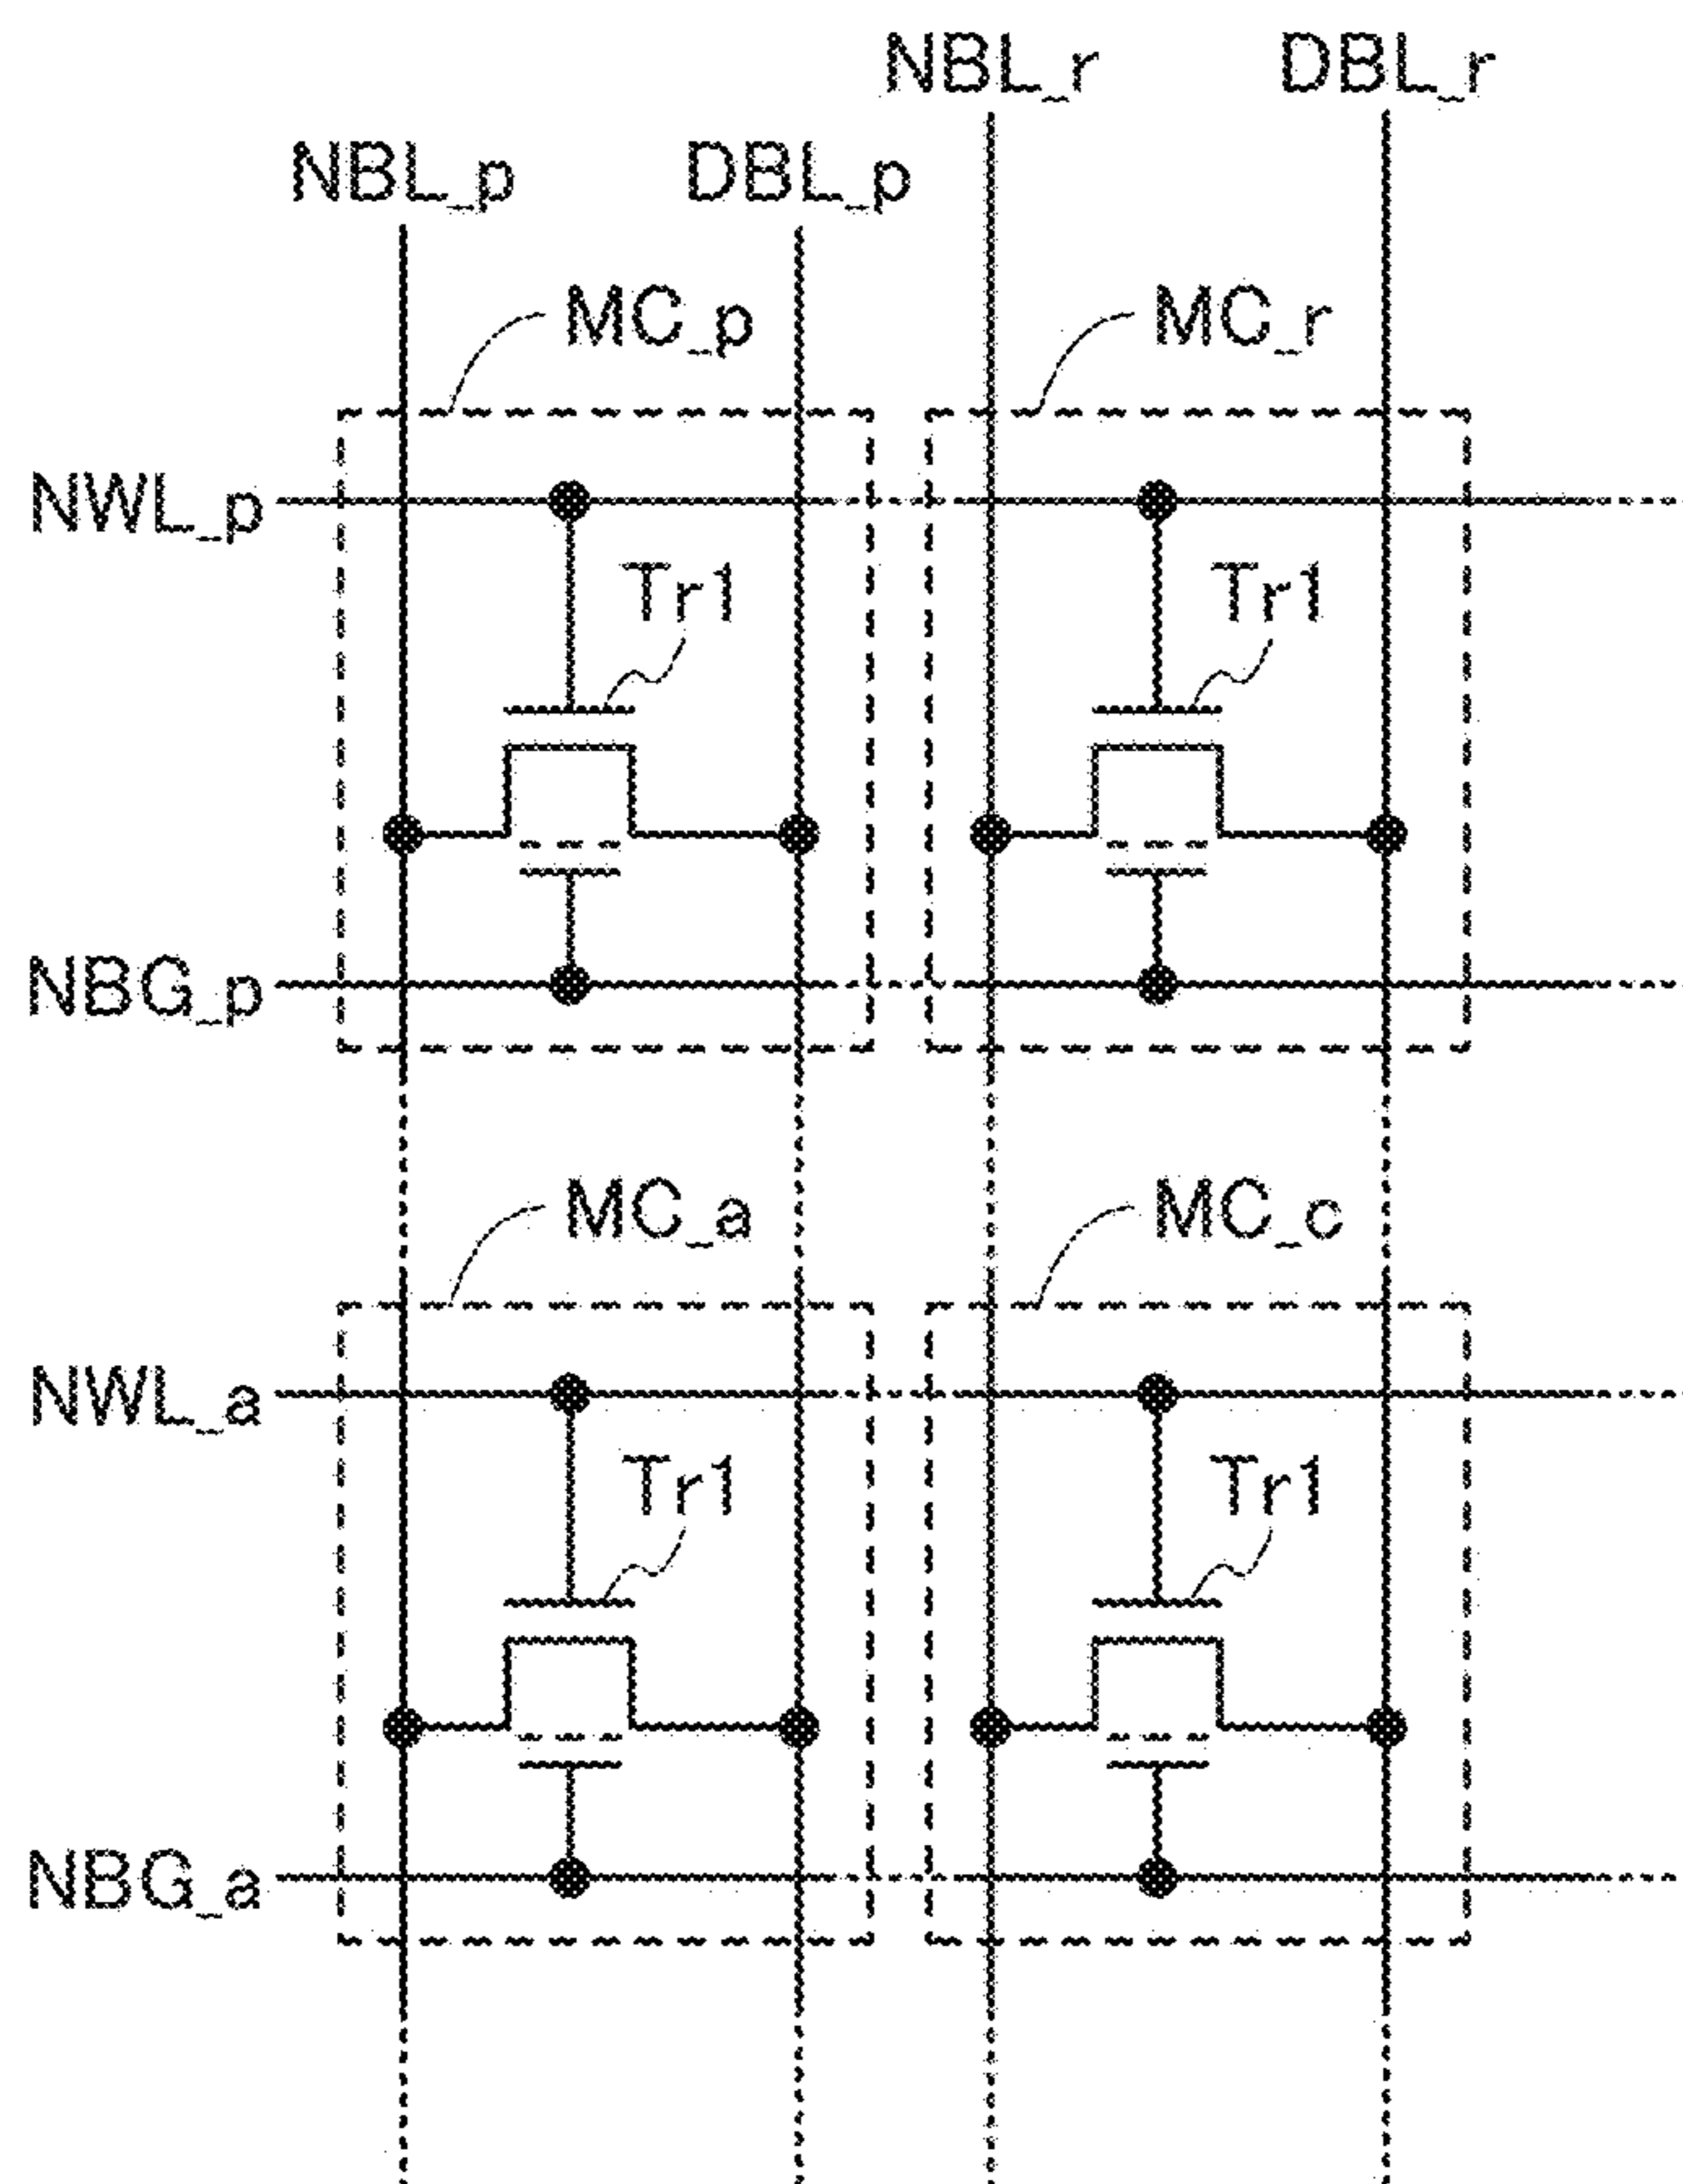 NBL_r DBL_r
NBL_p DBL_p
MC_p MC_r
NWL_p
Tr1 Tr1
NBG_p
MC_a MC_c
NWL_a
Tr1 Tr1
NBG_a